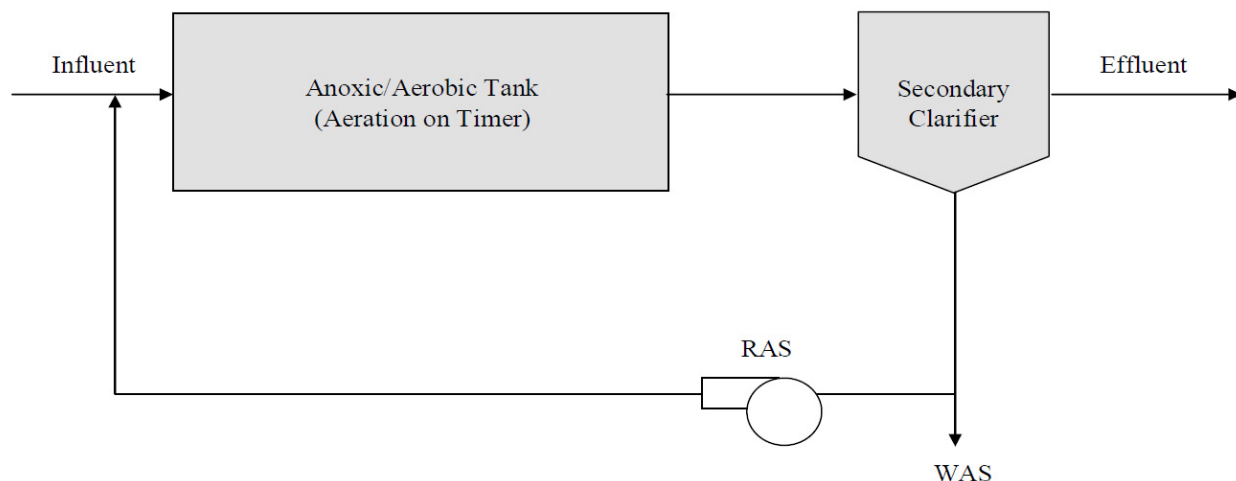 Influent
Anoxic/Aerobic Tank
(Aeration on Timer)
Secondary
Clarifier
Effluent
RAS
WAS